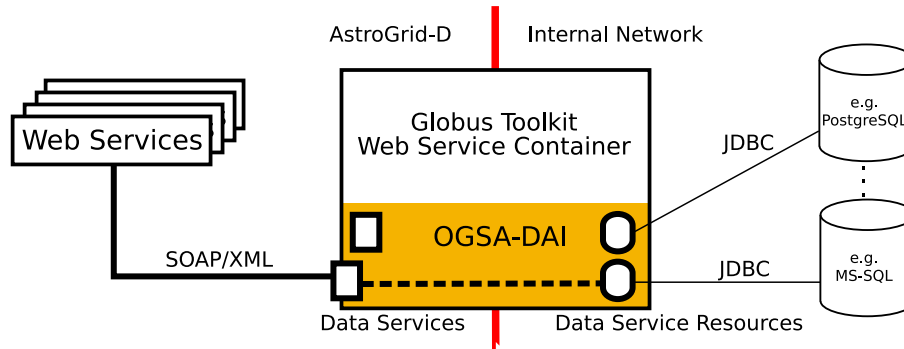 AstroGrid-D
Internal Network
Web Services
Globus Toolkit
Web Service Container
e.g.
PostgreSQL
JDBC
OGSA-DAI
SOAP/XML
JDBC
e.g.
MS-SQL
Data Services
Data Service Resources